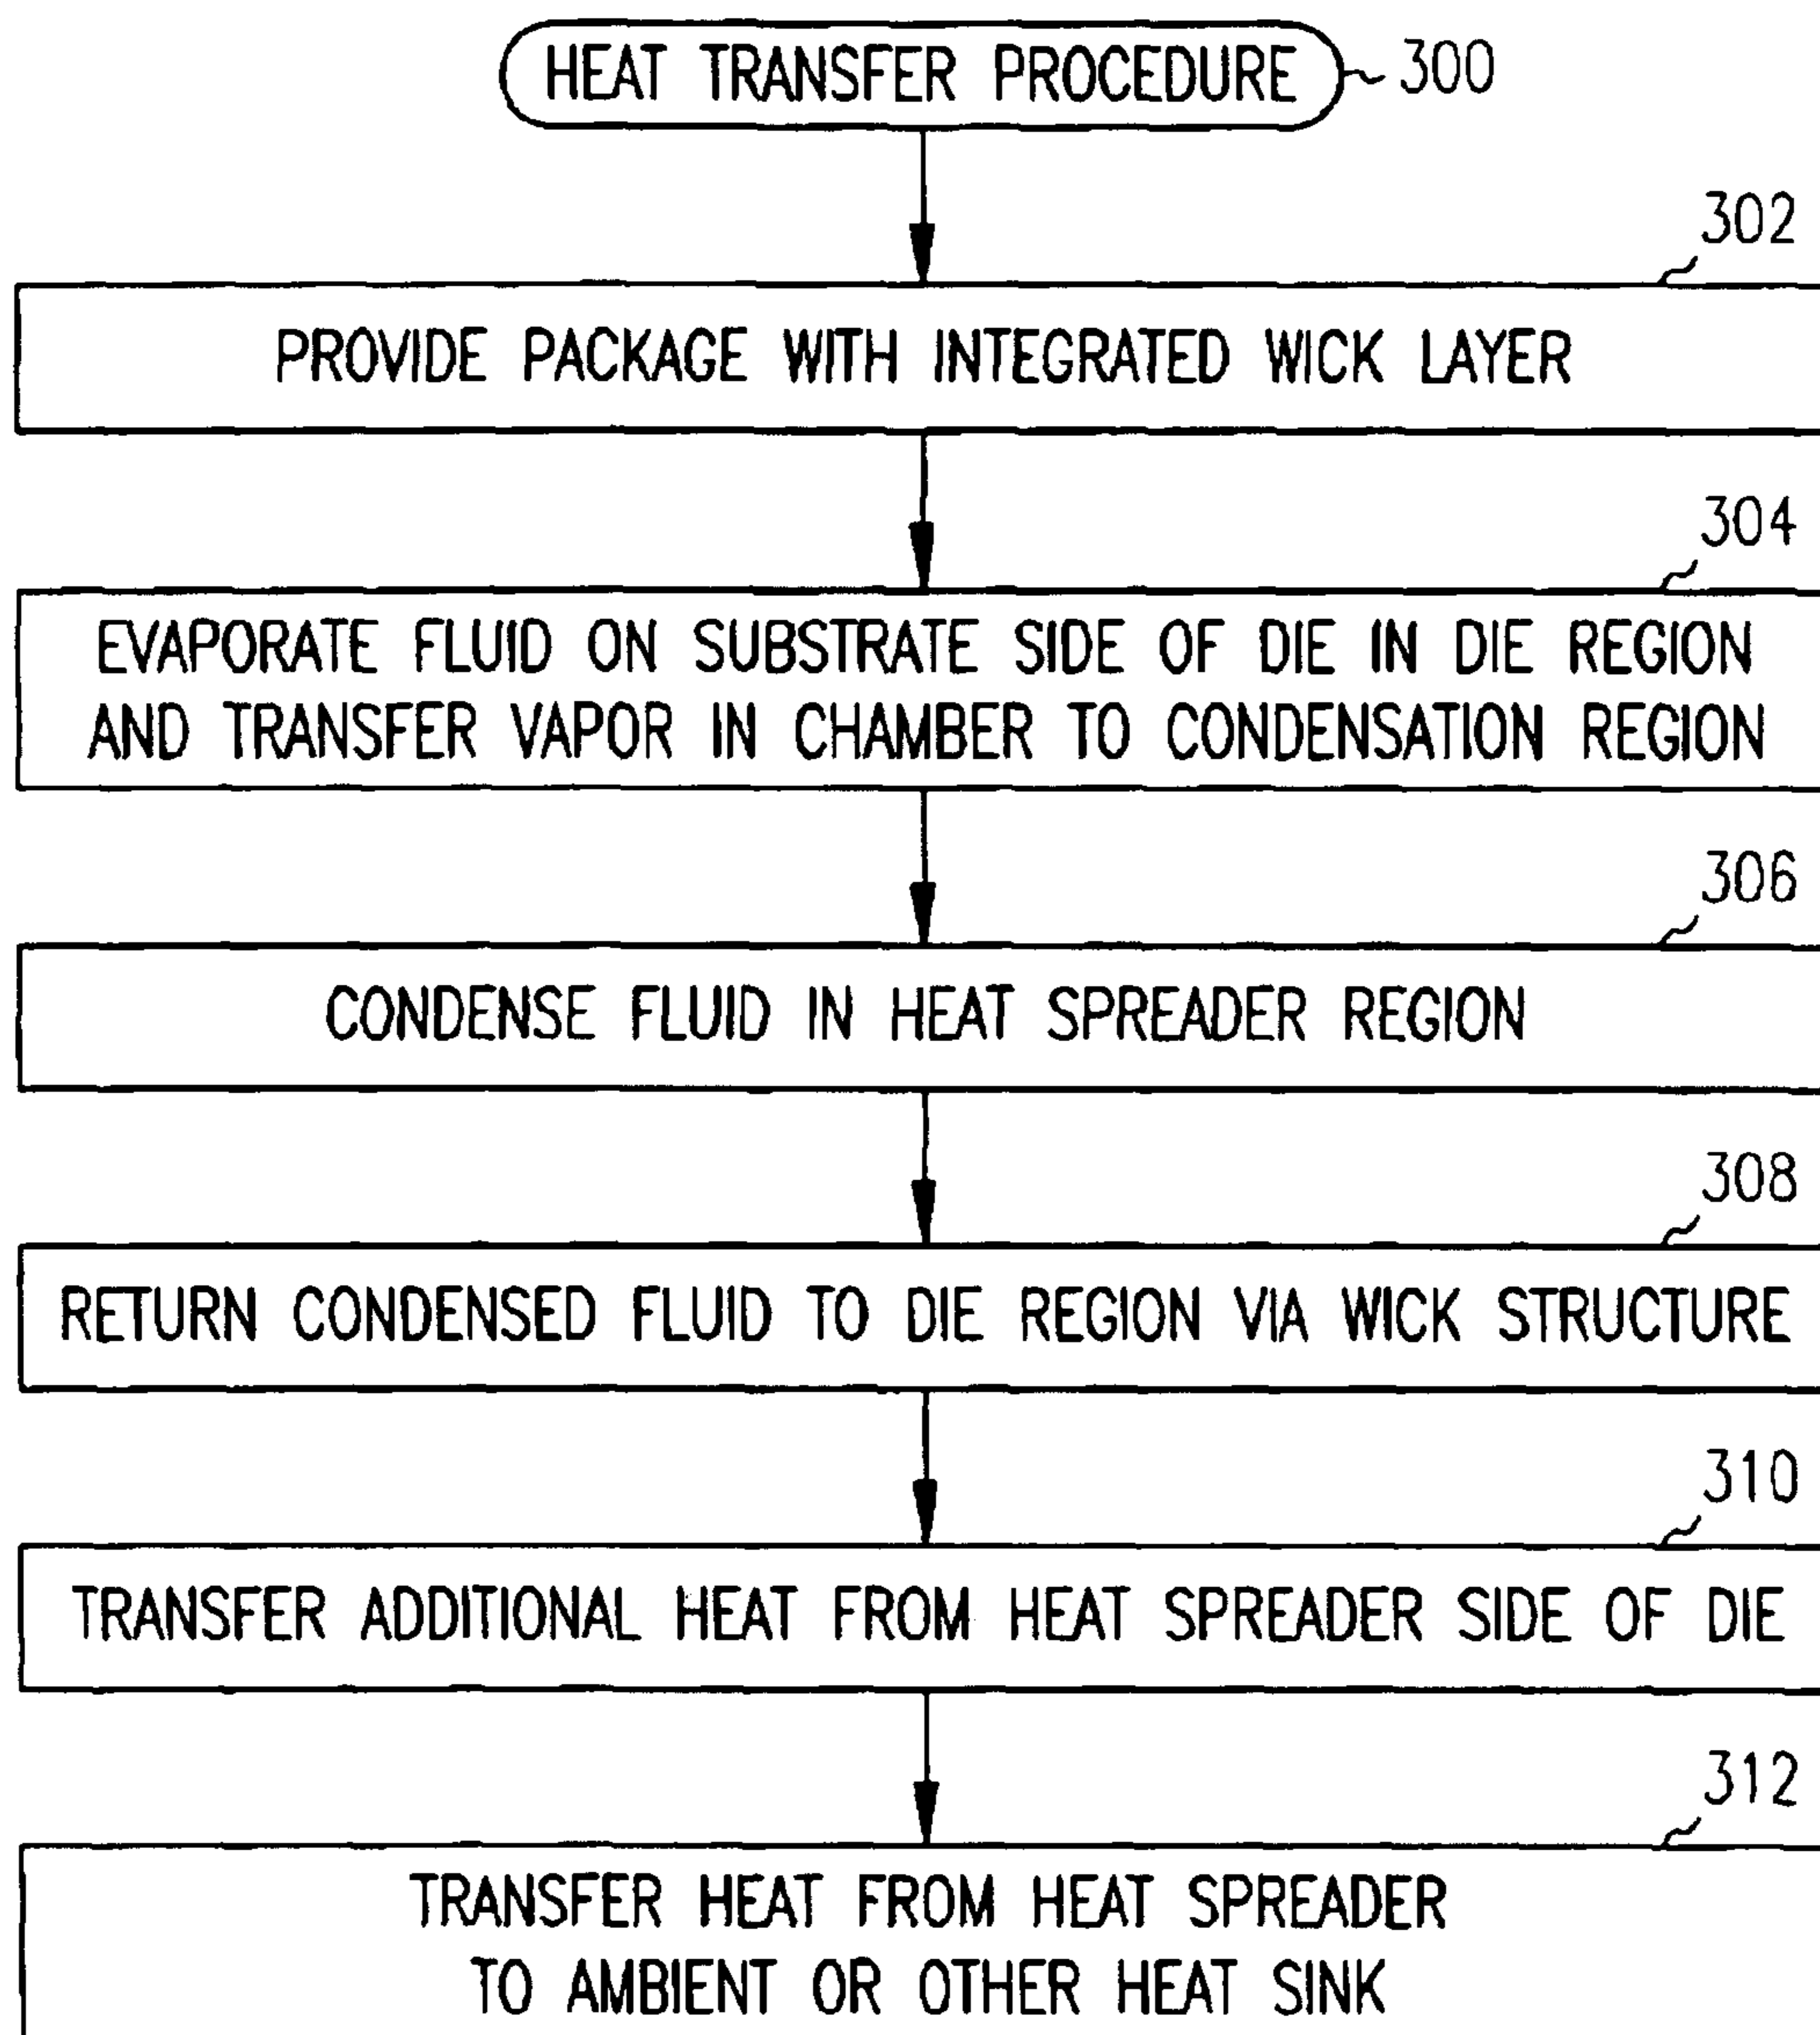 HEAT TRANSFER PROCEDURE
300
302
PROVIDE PACKAGE WITH INTEGRATED WICK LAYER
304
EVAPORATE FLUID ON SUBSTRATE SIDE OF DIE IN DIE REGION
AND TRANSFER VAPOR IN CHAMBER TO CONDENSATION REGION
306
CONDENSE FLUID IN HEAT SPREADER REGION
308
RETURN CONDENSED FLUID TO DIE REGION VIA WICK STRUCTURE
310
TRANSFER ADDITIONAL HEAT FROM HEAT SPREADER SIDE OF DIE
312
TRANSFER HEAT FROM HEAT SPREADER
TO AMBIENT OR OTHER HEAT SINK